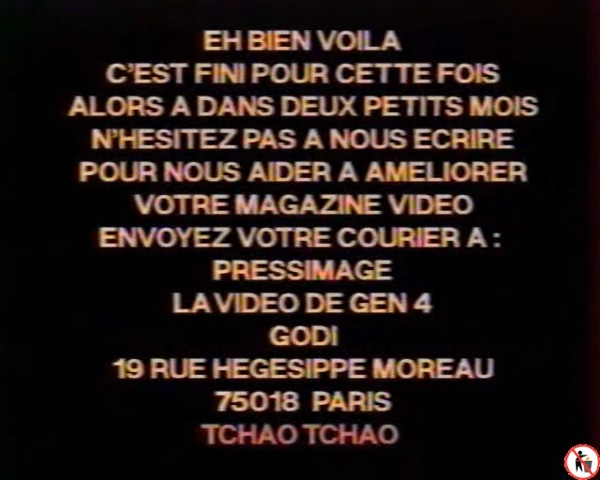 EH BIEN VOILA
C'EST FINI POUR CETTE FOIS
ALORS A DANS DEUX PETITS MOIS
N'HESITEZ PAS A NOUS ECRIRE
POUR NOUS AIDER A AMELIORER
VOTRE MAGAZINE VIDEO
ENVOYEZ VOTRE COURIER A :
PRESSIMAGE
LA VIDEO DE GEN 4
GODI
19 RUE HEGESIPPE MOREAU
75018 PARIS
TCHAO TCHAO